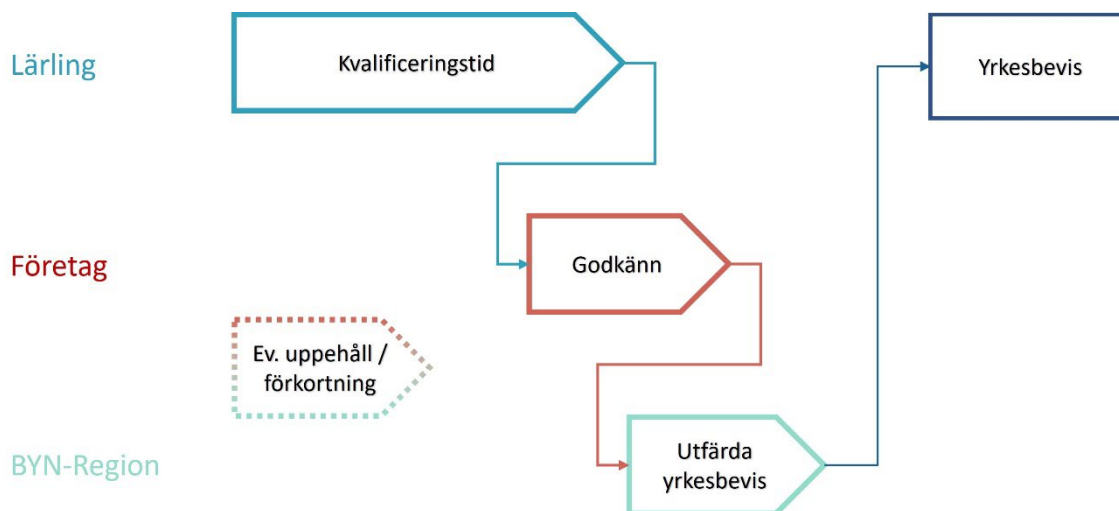 Lärling
Kvalificeringstid
Yrkesbevis
Företag
Godkänn
Ev. uppehåll /
förkortning
BYN-Region
Utfärda
yrkesbevis